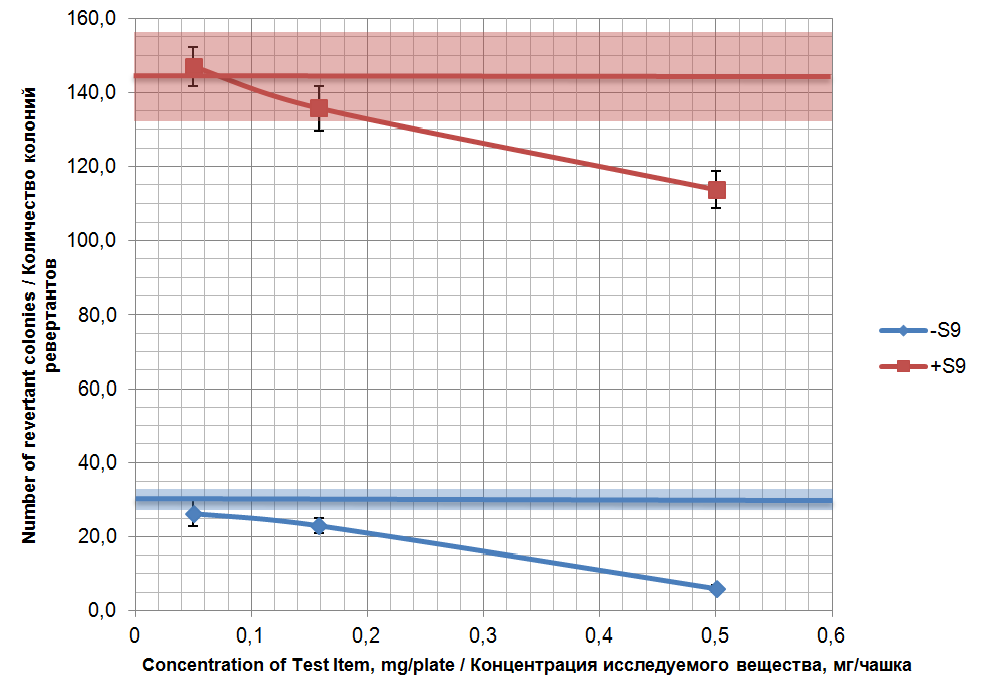 160,0
140,0
120,0
100,0
80,0
60,0
40,0
20,0
0,0
0 0,1 0,2 0,3 0,4 0,5 0,6
Number of revertant colonies / Количество колоний
ревертантов
Concentration of Test Item, mg/plate / Концентрация исследуемого вещества, мг/чашка
-S9
+S9